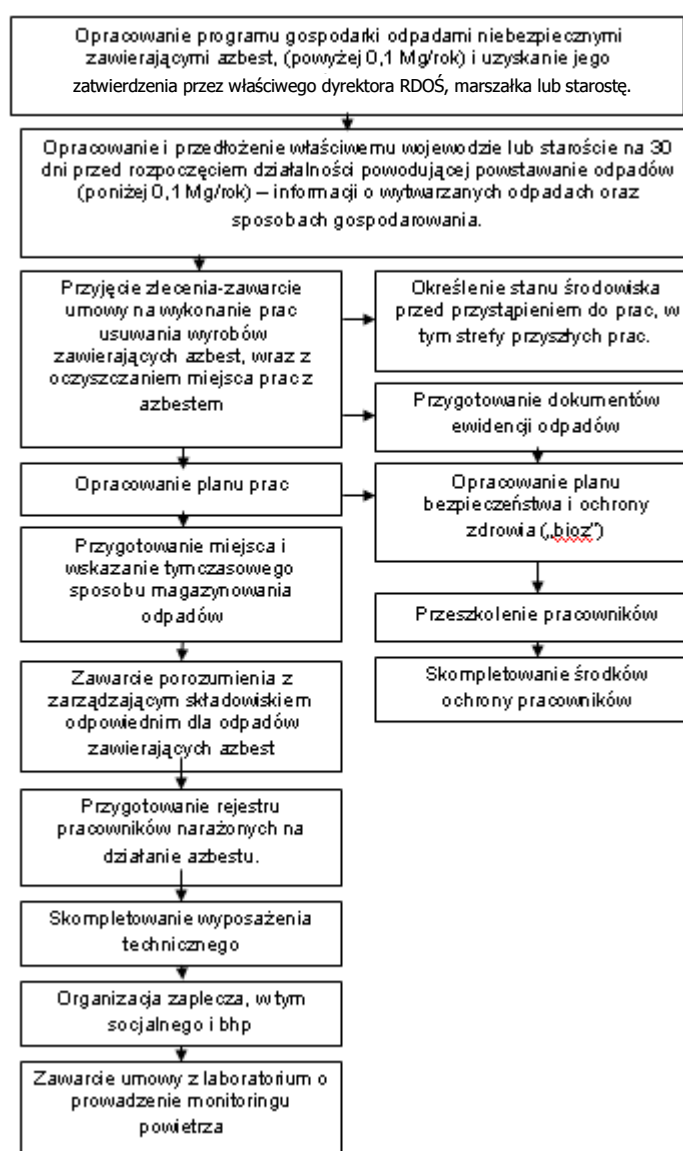 Opracowanie programu gospodarki odpadami niebezpiecznymi
zawierającymi azbest, (powyżej 0,1 Mg/rok) i uzyskanie jego
zatwierdzenia przez właściwego dyrektora RDOŚ, marszałka lub starostę.
Opracowanie i przedłożenie właściwemu wojewodzie lub staroście na 30
dni przed rozpoczęciem działalności powodującej powstawanie odpadów
(poniżej 0,1 Mg/rok) – informacji o wytwarzanych odpadach oraz
sposobach gospodarowania.
Przyjęcie zlecenia-zawarcie
umowy na wykonanie prac
usuwania wyrobów
zawierających azbest, wraz z
oczyszczaniem miejsca prac z
azbestem
Określenie stanu środowiska
przed przystąpieniem do prac, w
tym strefy przyszłych prac.
Przygotowanie dokumentów
ewidencji odpadów
Opracowanie planu prac
Opracowanie planu
bezpieczeństwa i ochrony
zdrowia („bioz”)
Przygotowanie miejsca i
wskazanie tymczasowego
sposobu magazynowania
odpadów
Przeszkolenie pracowników
Zawarcie porozumienia z
zarządzającym składowiskiem
odpowiednim dla odpadów
zawierających azbest
Skompletowanie środków
ochrony pracowników
Przygotowanie rejestru
pracowników narażonych na
działanie azbestu.
Skompletowanie wyposażenia
technicznego
Organizacja zaplecza, w tym
socjalnego i bhp
Zawarcie umowy z laboratorium o
prowadzenie monitoringu
powietrza